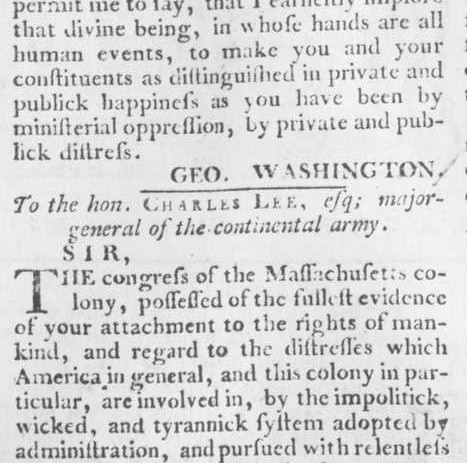 permit me to ſay, that I earneſtly implore
that divine being, in whoſe hands are all
human events, to make you and your
conſtituents as diſtinguiſhed in private and
publick happineſs as you have been by
miniſterial oppreſſion, by private and pub-
lick diſtreſs.
GEO. WASHINGTON.
To the hon. CHARLES LEE, eſq; major-
general of the continental army.
SIR,
THE congreſs of the Maſſachuſetts co-
lony, poſſeſſed of the fulleſt evidence
of your attachment to the rights of man-
kind, and regard to the diſtreſſes which
America in general, and this colony in par-
ticular, are involved in, by the impolitick,
wicked, and tyrannick ſyſtem adopted by
adminiſtration, and purſued with relentleſs